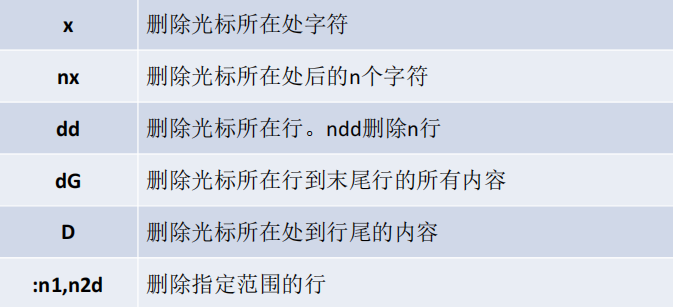 x 删除光标所在处字符
nx 删除光标所在处后的n个字符
dd 删除光标所在行。ndd删除n行
dG 删除光标所在行到末尾行的所有内容
D 删除光标所在处到行尾的内容
:n1,n2d 删除指定范围的行